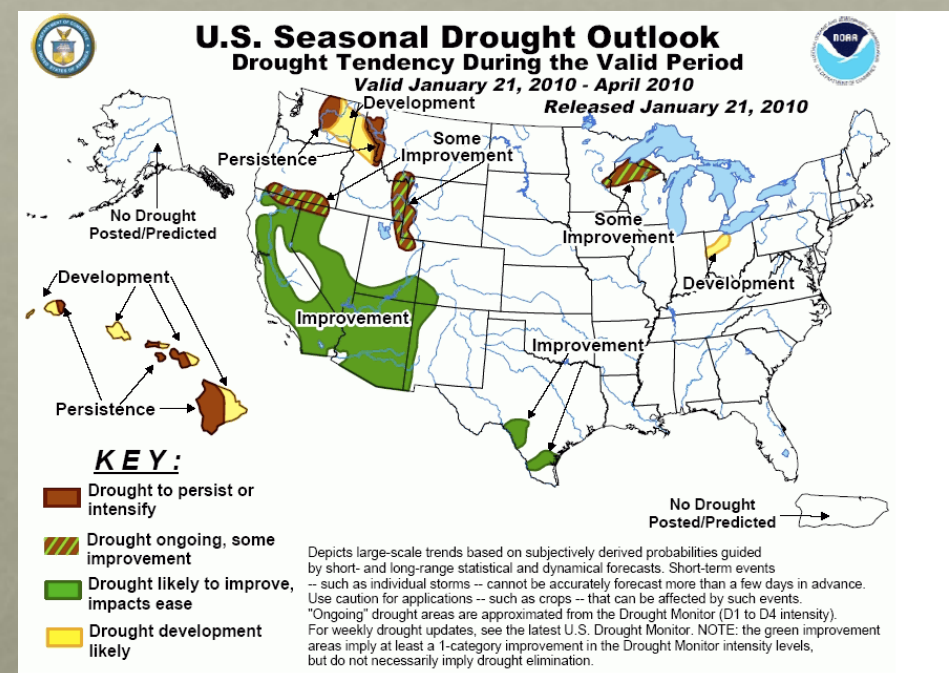 U.S. Seasonal Drought Outlook
Drought Tendency During the Valid Period
Valid January 21, 2010 - April 2010
Released January 21, 2010
NOAA
Development
Persistence
Some
Improvement
No Drought
Posted/Predicted
Some
Improvement
Development
Development
Improvement
Improvement
Persistence
KEY:
Drought to persist or
intensify
Drought ongoing, some
improvement
Drought likely to improve,
impacts ease
Drought development
likely
No Drought
Posted/Predicted
Depicts large-scale trends based on subjectively derived probabilities guided
by short- and long-range statistical and dynamical forecasts. Short-term events
-- such as individual storms -- cannot be accurately forecast more than a few days in advance.
Use caution for applications -- such as crops -- that can be affected by such events.
"Ongoing" drought areas are approximated from the Drought Monitor (D1 to D4 intensity).
For weekly drought updates, see the latest U.S. Drought Monitor. NOTE: the green improvement
areas imply at least a 1-category improvement in the Drought Monitor intensity levels,
but do not necessarily imply drought elimination.